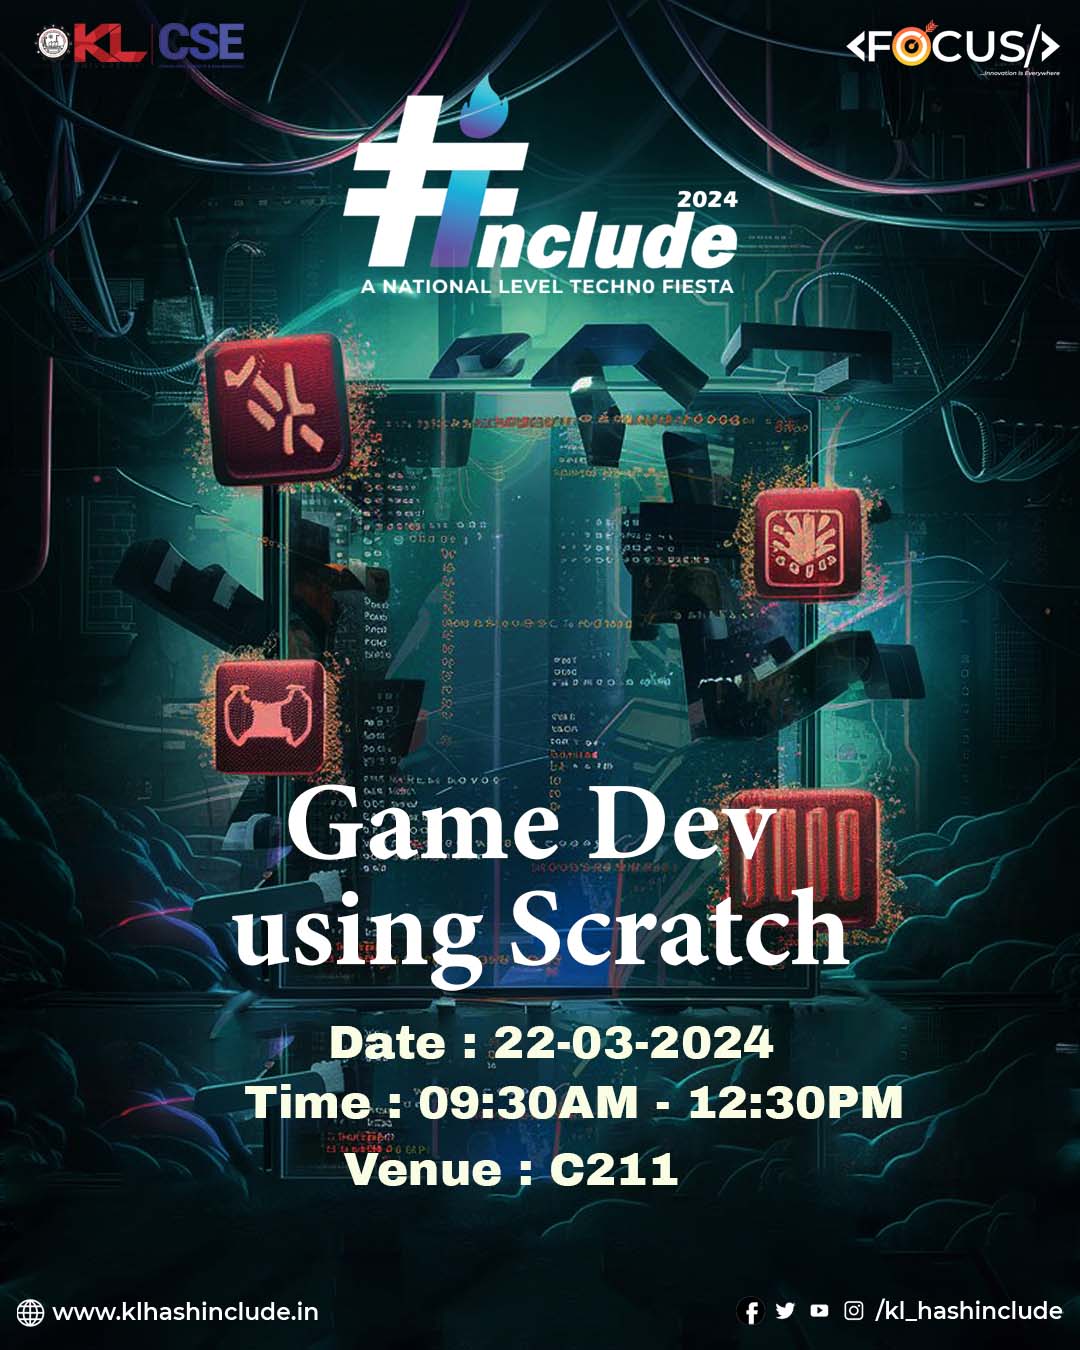 KL CSE
<FOCUS/>
...Innovation Is Everywhere
2024
#include
A NATIONAL LEVEL TECHN0 FIESTA
Game Dev
using Scratch
Date : 22-03-2024
Time : 09:30AM - 12:30PM
Venue : C211
www.klhashinclude.in
/kl_hashinclude